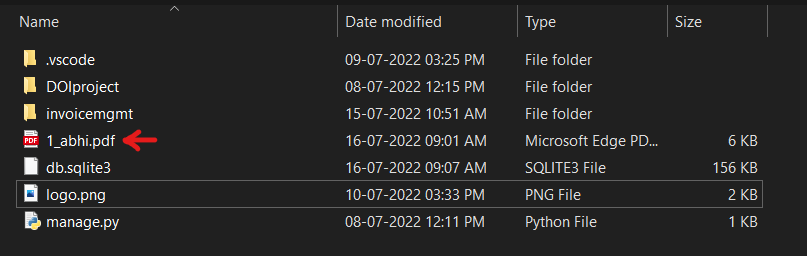 Name Date modified Type Size
.vscode 09-07-2022 03:25 PM File folder
DOIproject 08-07-2022 12:15 PM File folder
invoicemgmt 15-07-2022 10:51 AM File folder
PDF 1_abhi.pdf 16-07-2022 09:01 AM Microsoft Edge PD... 6 KB
db.sqlite3 16-07-2022 09:07 AM SQLITE3 File 156 KB
logo.png 10-07-2022 03:33 PM PNG File 2 KB
manage.py 08-07-2022 12:11 PM Python File 1 KB